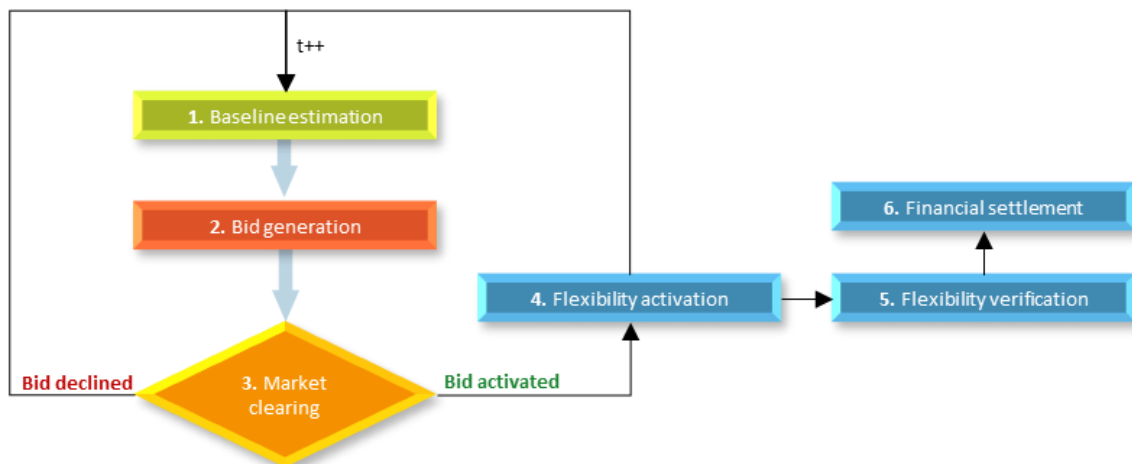 t++
1. Baseline estimation
2. Bid generation
6. Financial settlement
4. Flexibility activation
5. Flexibility verification
Bid declined
3. Market
clearing
Bid activated